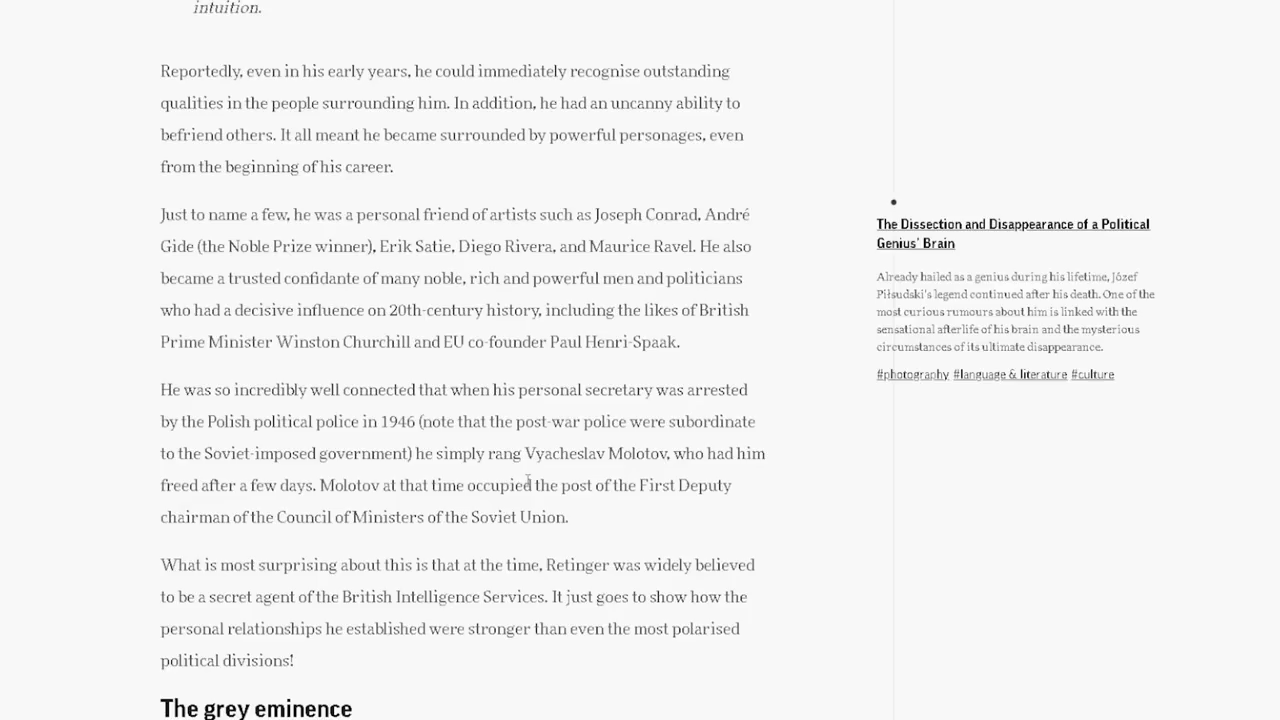 intuition.
Reportedly, even in his early years, he could immediately recognise outstanding
qualities in the people surrounding him. In addition, he had an uncanny ability to
befriend others. It all meant he became surrounded by powerful personages, even
from the beginning of his career.
Just to name a few, he was a personal friend of artists such as Joseph Conrad, André
Gide (the Noble Prize winner), Erik Satie, Diego Rivera, and Maurice Ravel. He also
became a trusted confidante of many noble, rich and powerful men and politicians
who had a decisive influence on 20th-century history, including the likes of British
Prime Minister Winston Churchill and EU co-founder Paul Henri-Spaak.
He was so incredibly well connected that when his personal secretary was arrested
by the Polish political police in 1946 (note that the post-war police were subordinate
to the Soviet-imposed government) he simply rang Vyacheslav Molotov, who had him
freed after a few days. Molotov at that time occupied the post of the First Deputy
chairman of the Council of Ministers of the Soviet Union.
What is most surprising about this is that at the time, Retinger was widely believed
to be a secret agent of the British Intelligence Services. It just goes to show how the
personal relationships he established were stronger than even the most polarised
political divisions!
The grey eminence
The Dissection and Disappearance of a Political
Genius' Brain
Already hailed as a genius during his lifetime, Józef
Piłsudski's legend continued after his death. One of the
most curious rumours about him is linked with the
sensational afterlife of his brain and the mysterious
circumstances of its ultimate disappearance.
#photography #language & literature #culture